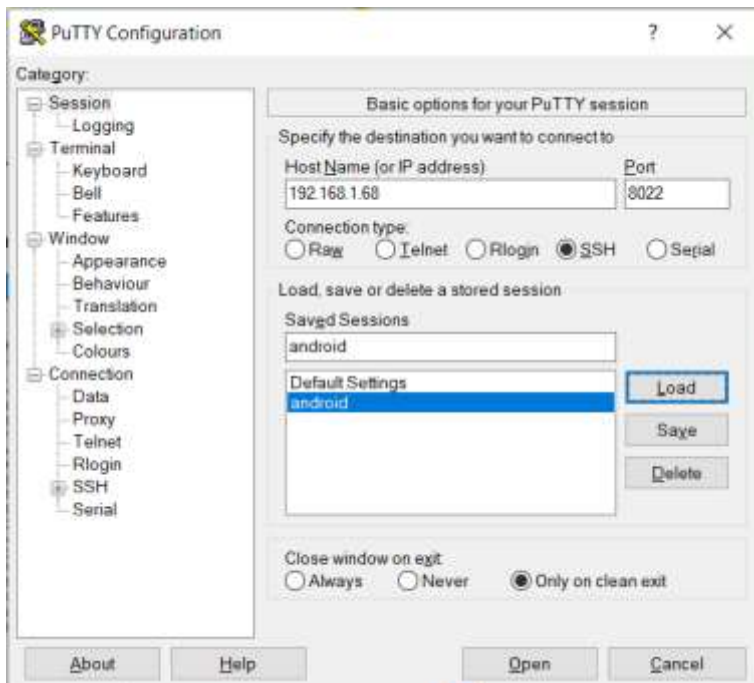 PuTTY Configuration
?
Category:
Session
Logging
Terminal
Keyboard
Bell
Features
Window
Appearance
Behaviour
Translation
Selection
Colours
Connection
Data
Proxy
Telnet
Rlogin
SSH
Serial
Basic options for your PuTTY session
Specify the destination you want to connect to
Host Name (or IP address) Port
192.168.1.68 8022
Connection type:
Raw Telnet Rlogin SSH Serial
Load, save or delete a stored session
Saved Sessions
android
Default Settings
android
Load
Save
Delete
Close window on exit
Always Never Only on clean exit
About Help Open Cancel